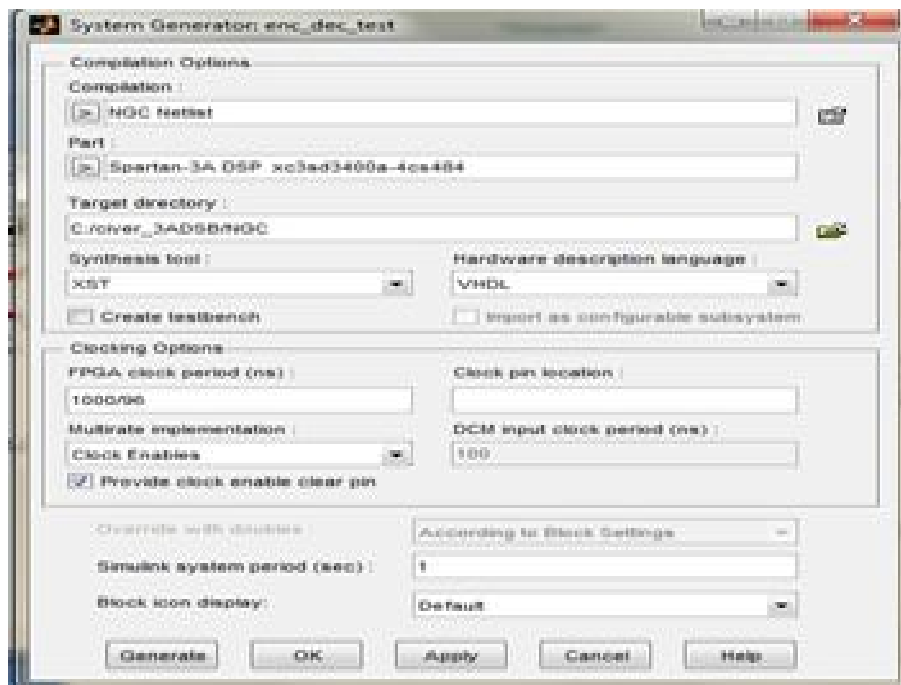 System Generator: enc_dec_test
Compilation Options
Compilation :
NGC Netlist
Part :
Spartan-3A DSP xc3sd3400a-4cs484
Target directory :
NGC
Synthesis tool :
Hardware description language :
XST
VHDL
Create testbench
Import as configurable subsystem
Clocking Options
FPGA clock period (ns) :
Clock pin location :
1000/96
Multirate implementation :
DCM input clock period (ns) :
Clock Enables
100
Provide clock enable clear pin
Override with doubles :
According to Block Settings
Simulink system period (sec) :
1
Block icon display:
Default
Generate
OK
Apply
Cancel
Help